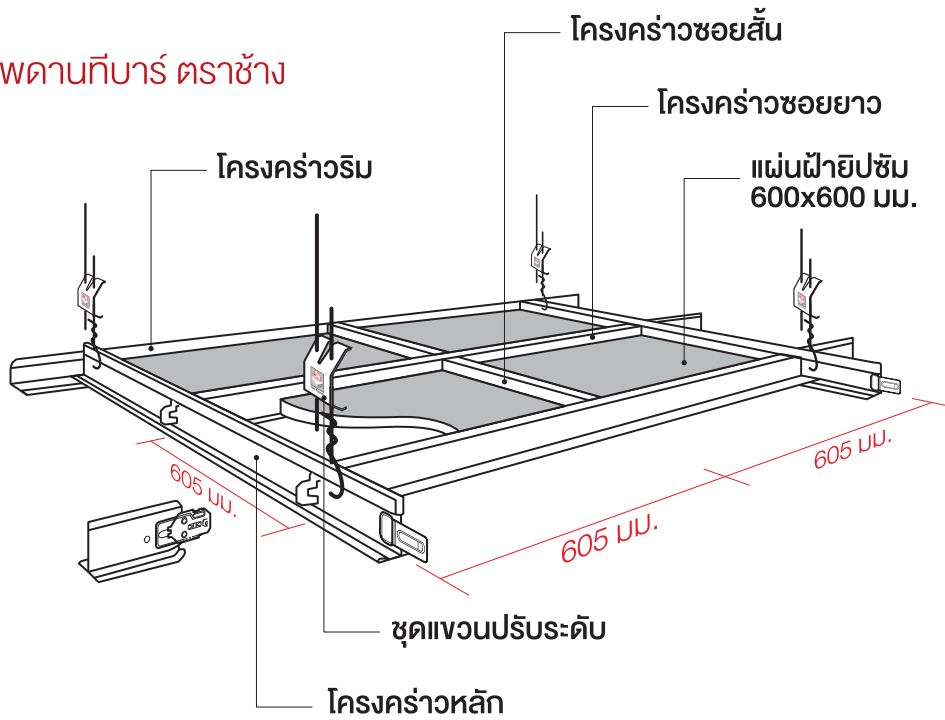 โครงคร่าวซอยสั้น
พดานทีบาร์ ตราช้าง
โครงคร่าวซอยยาว
โครงคร่าวริม
แผ่นฝ้ายิปซัม
600x600 มม.
605 มม.
605 มม.
605 มม.
ชุดแขวนปรับระดับ
โครงคร่าวหลัก